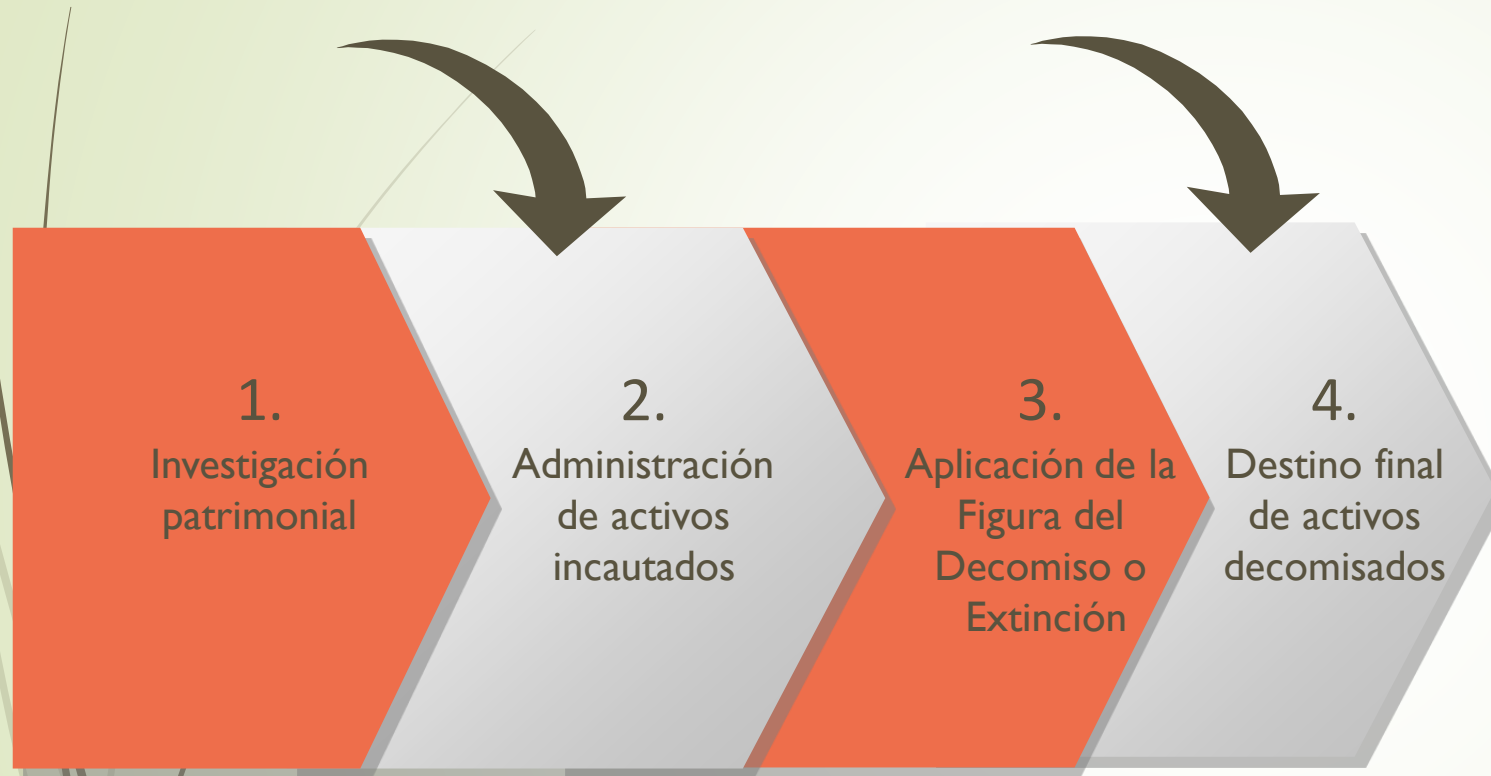 1.
Investigación
patrimonial
2.
Administración
de activos
incautados
3.
Aplicación de la
Figura del
Decomiso o
Extinción
4.
Destino final
de activos
decomisados